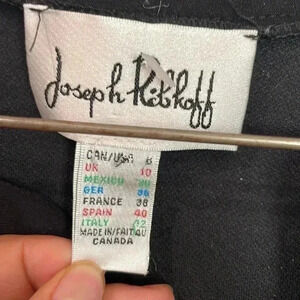 Joseph Ribkoff
CAN/USA 8
UK 10
MEXICO 30
GER 36
FRANCE 38
SPAIN 40
ITALY 42
MADE IN/FAIT AU
CANADA